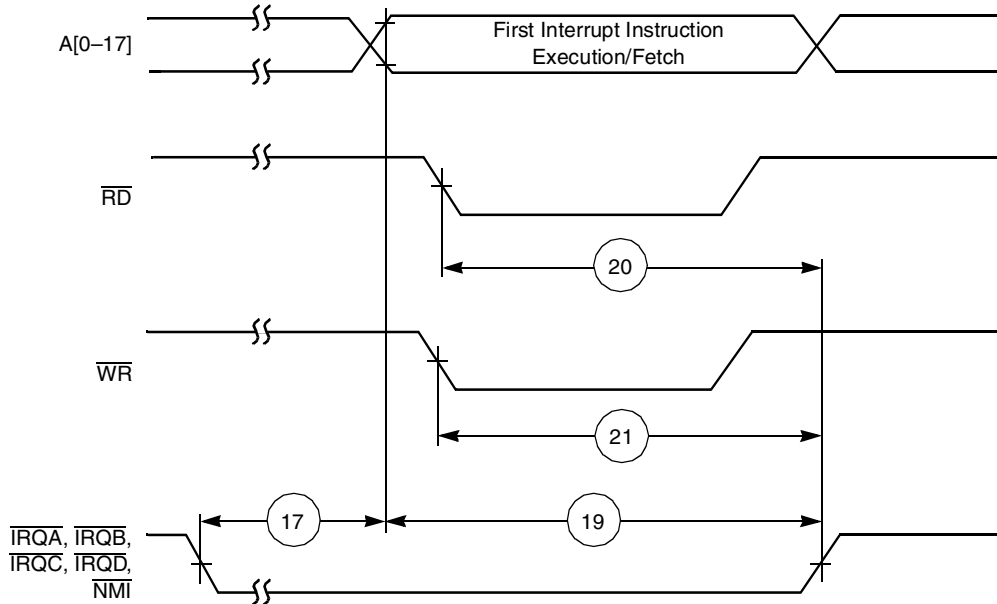 A[0–17]
First Interrupt Instruction
Execution/Fetch
RD
20
WR
21
17
19
IRQA, IRQB,
IRQC, IRQD,
NMI